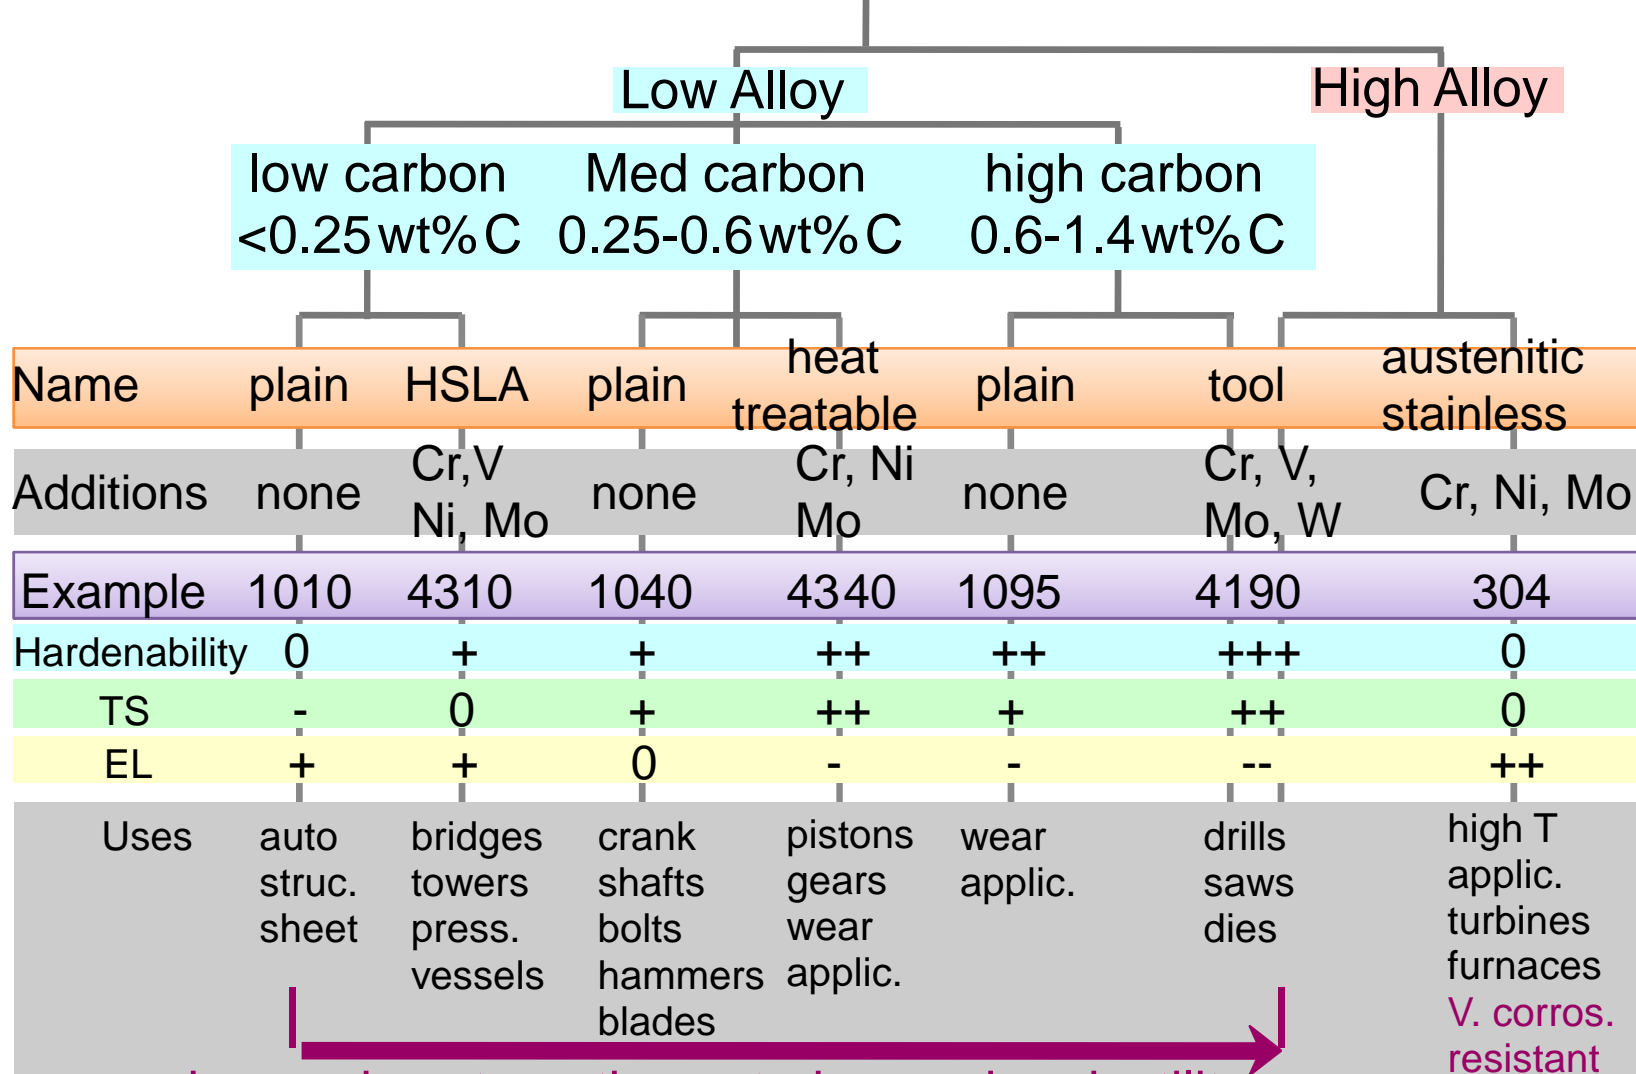 Low Alloy
High Alloy
low carbon
<0.25 wt% C
Med carbon
0.25-0.6 wt% C
high carbon
0.6-1.4 wt% C
Name
plain
HSLA
plain
heat
treatable
plain
tool
austenitic
stainless
Additions
none
Cr,V
Ni, Mo
none
Cr, Ni
Mo
none
Cr, V,
Mo, W
Cr, Ni, Mo
Example 1010 4310 1040 4340 1095 4190 304
Hardenability 0 + + ++ ++ +++ 0
TS - 0 + ++ + ++ 0
EL + + 0 - - -- ++
Uses
auto
struc.
sheet
bridges
towers
press.
vessels
crank
shafts
bolts
hammers
blades
pistons
gears
wear
applic.
wear
applic.
drills
saws
dies
high T
applic.
turbines
furnaces
V. corros.
resistant